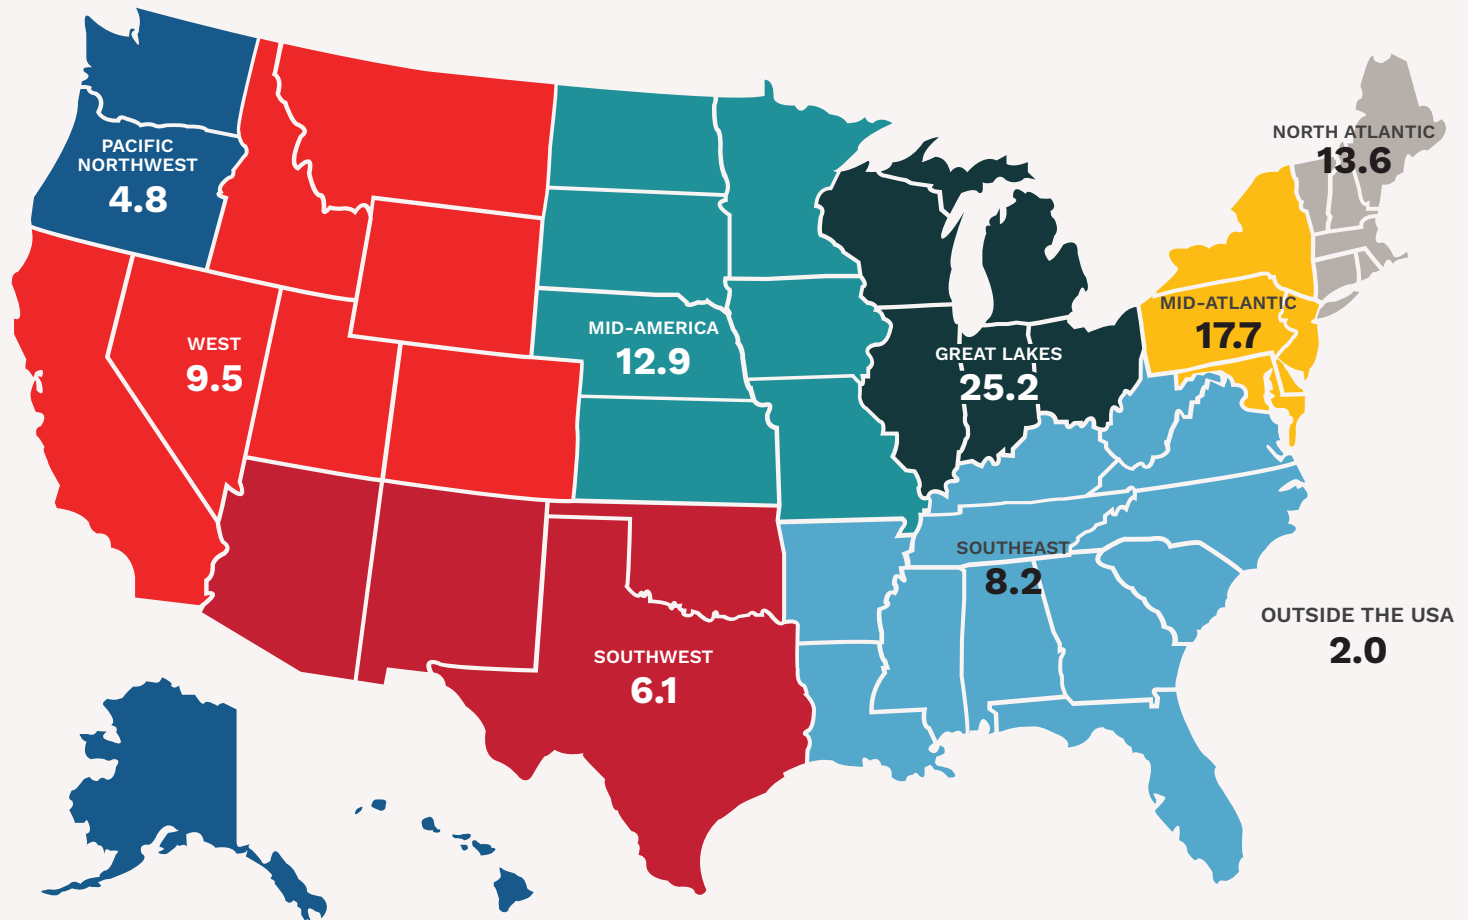 NORTH ATLANTIC
13.6
PACIFIC
NORTHWEST
4.8
MID-ATLANTIC
17.7
MID-AMERICA
12.9
WEST
9.5
GREAT LAKES
25.2
SOUTHEAST
8.2
OUTSIDE THE USA
2.0
SOUTHWEST
6.1